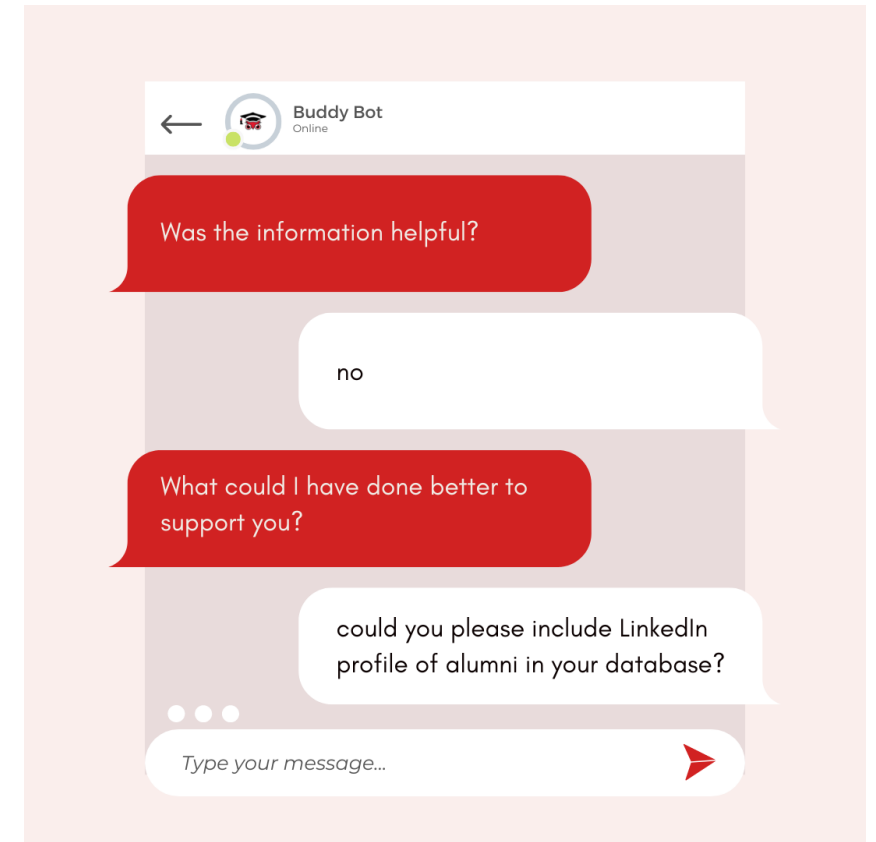 Buddy Bot
Online
Was the information helpful?
no
What could I have done better to
support you?
could you please include LinkedIn
profile of alumni in your database?
Type your message...